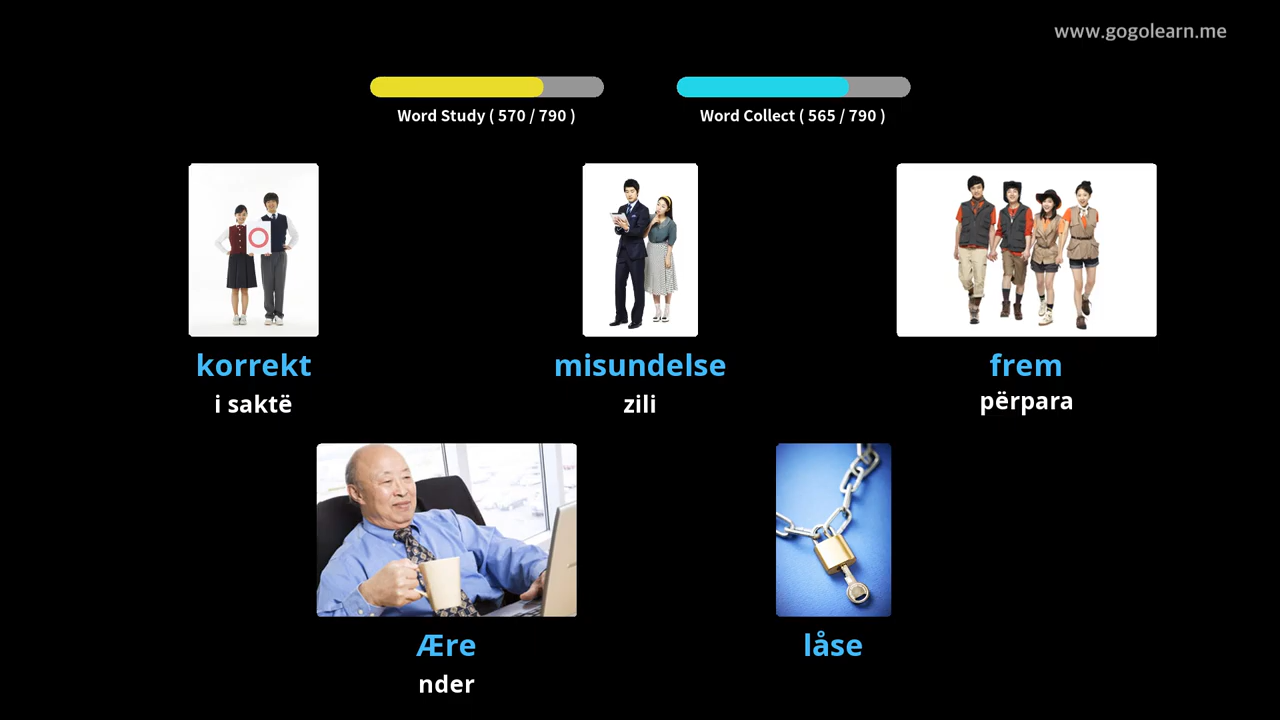 www.gogolearn.me
Word Study ( 570 / 790 )
Word Collect ( 565 / 790 )
korrekt
i saktë
misundelse
zili
frem
përpara
Ære
nder
låse